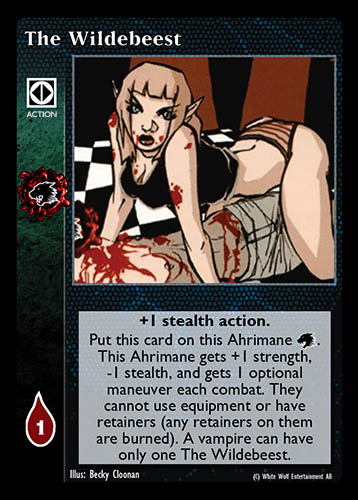 The Wildebeest
ACTION
+1 stealth action.
Put this card on this Ahrimane .
This Ahrimane gets +1 strength,
-1 stealth, and gets 1 optional
maneuver each combat. They
cannot use equipment or have
retainers (any retainers on them
are burned). A vampire can have
only one The Wildebeest.
1
Illus: Becky Cloonan
(C) White Wolf Entertainment AB